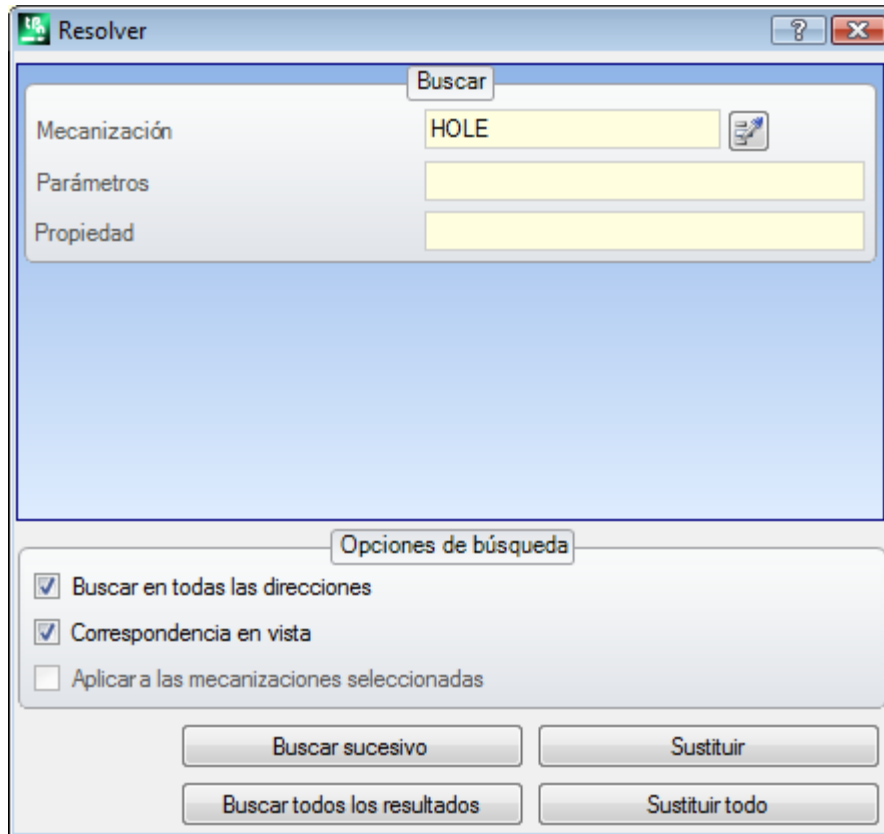 Resolver
Buscar
Mecanización HOLE
Parámetros
Propiedad
Opciones de búsqueda
Buscar en todas las direcciones
Correspondencia en vista
Aplicar a las mecanizaciones seleccionadas
Buscar sucesivo Sustituir
Buscar todos los resultados Sustituir todo